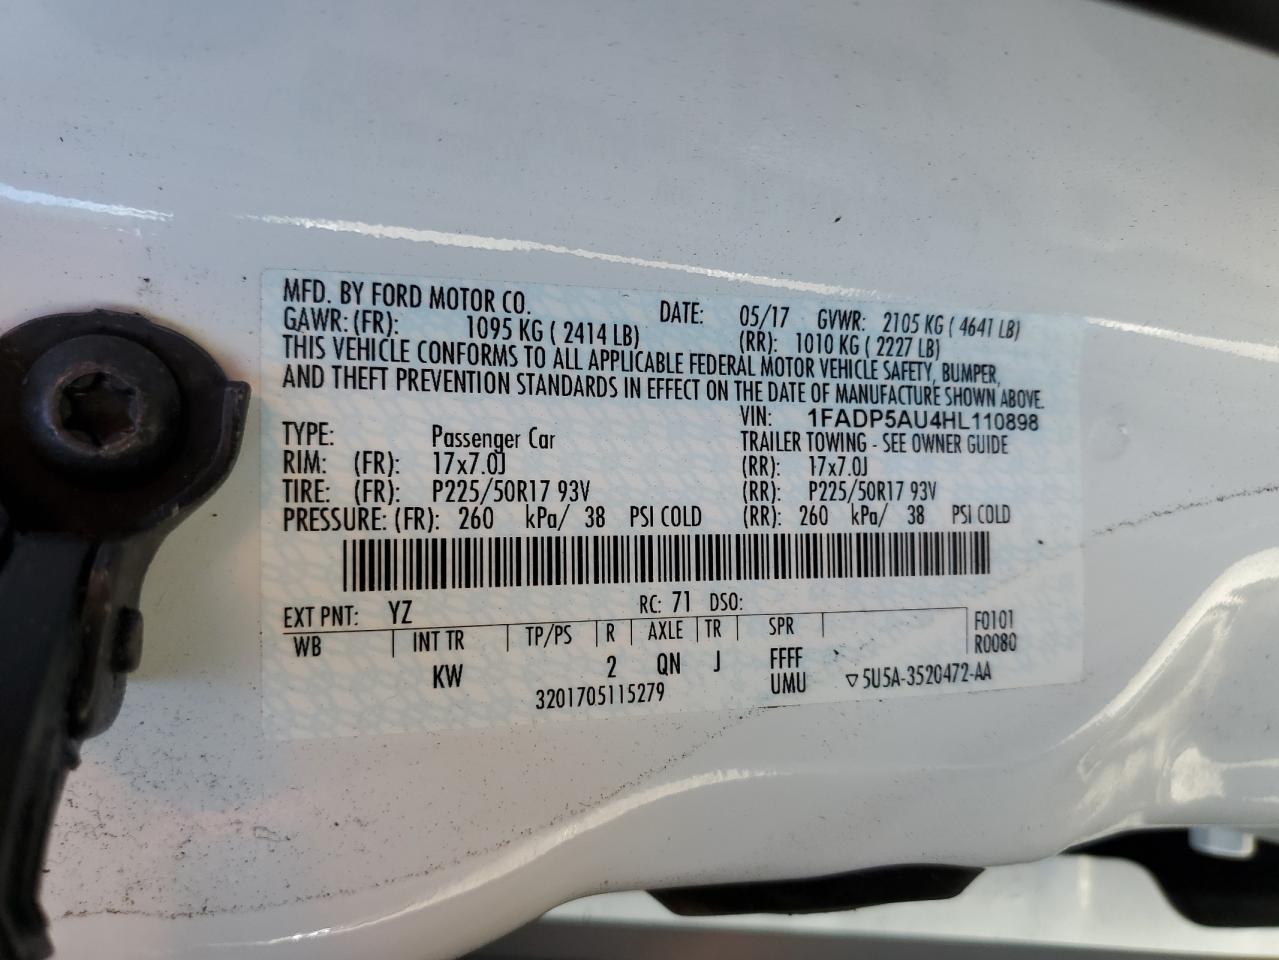 MFD. BY FORD MOTOR CO. DATE: 05/17 GVWR: 2105 KG ( 4641 LB)
GAWR: (FR): 1095 KG ( 2414 LB) (RR): 1010 KG ( 2227 LB)
THIS VEHICLE CONFORMS TO ALL APPLICABLE FEDERAL MOTOR VEHICLE SAFETY, BUMPER,
AND THEFT PREVENTION STANDARDS IN EFFECT ON THE DATE OF MANUFACTURE SHOWN ABOVE.
VIN: 1FADP5AU4HL110898
TYPE: Passenger Car TRAILER TOWING - SEE OWNER GUIDE
RIM: (FR): 17x7.0J (RR): 17x7.0J
TIRE: (FR): P225/50R17 93V (RR): P225/50R17 93V
PRESSURE: (FR): 260 kPa/ 38 PSI COLD (RR): 260 kPa/ 38 PSI COLD
EXT PNT: YZ RC: 71 DSO: F0101
WB INT TR TP/PS R AXLE TR SPR R0080
KW 2 QN J FFFF
3201705115279 UMU ▽5U5A-3520472-AA